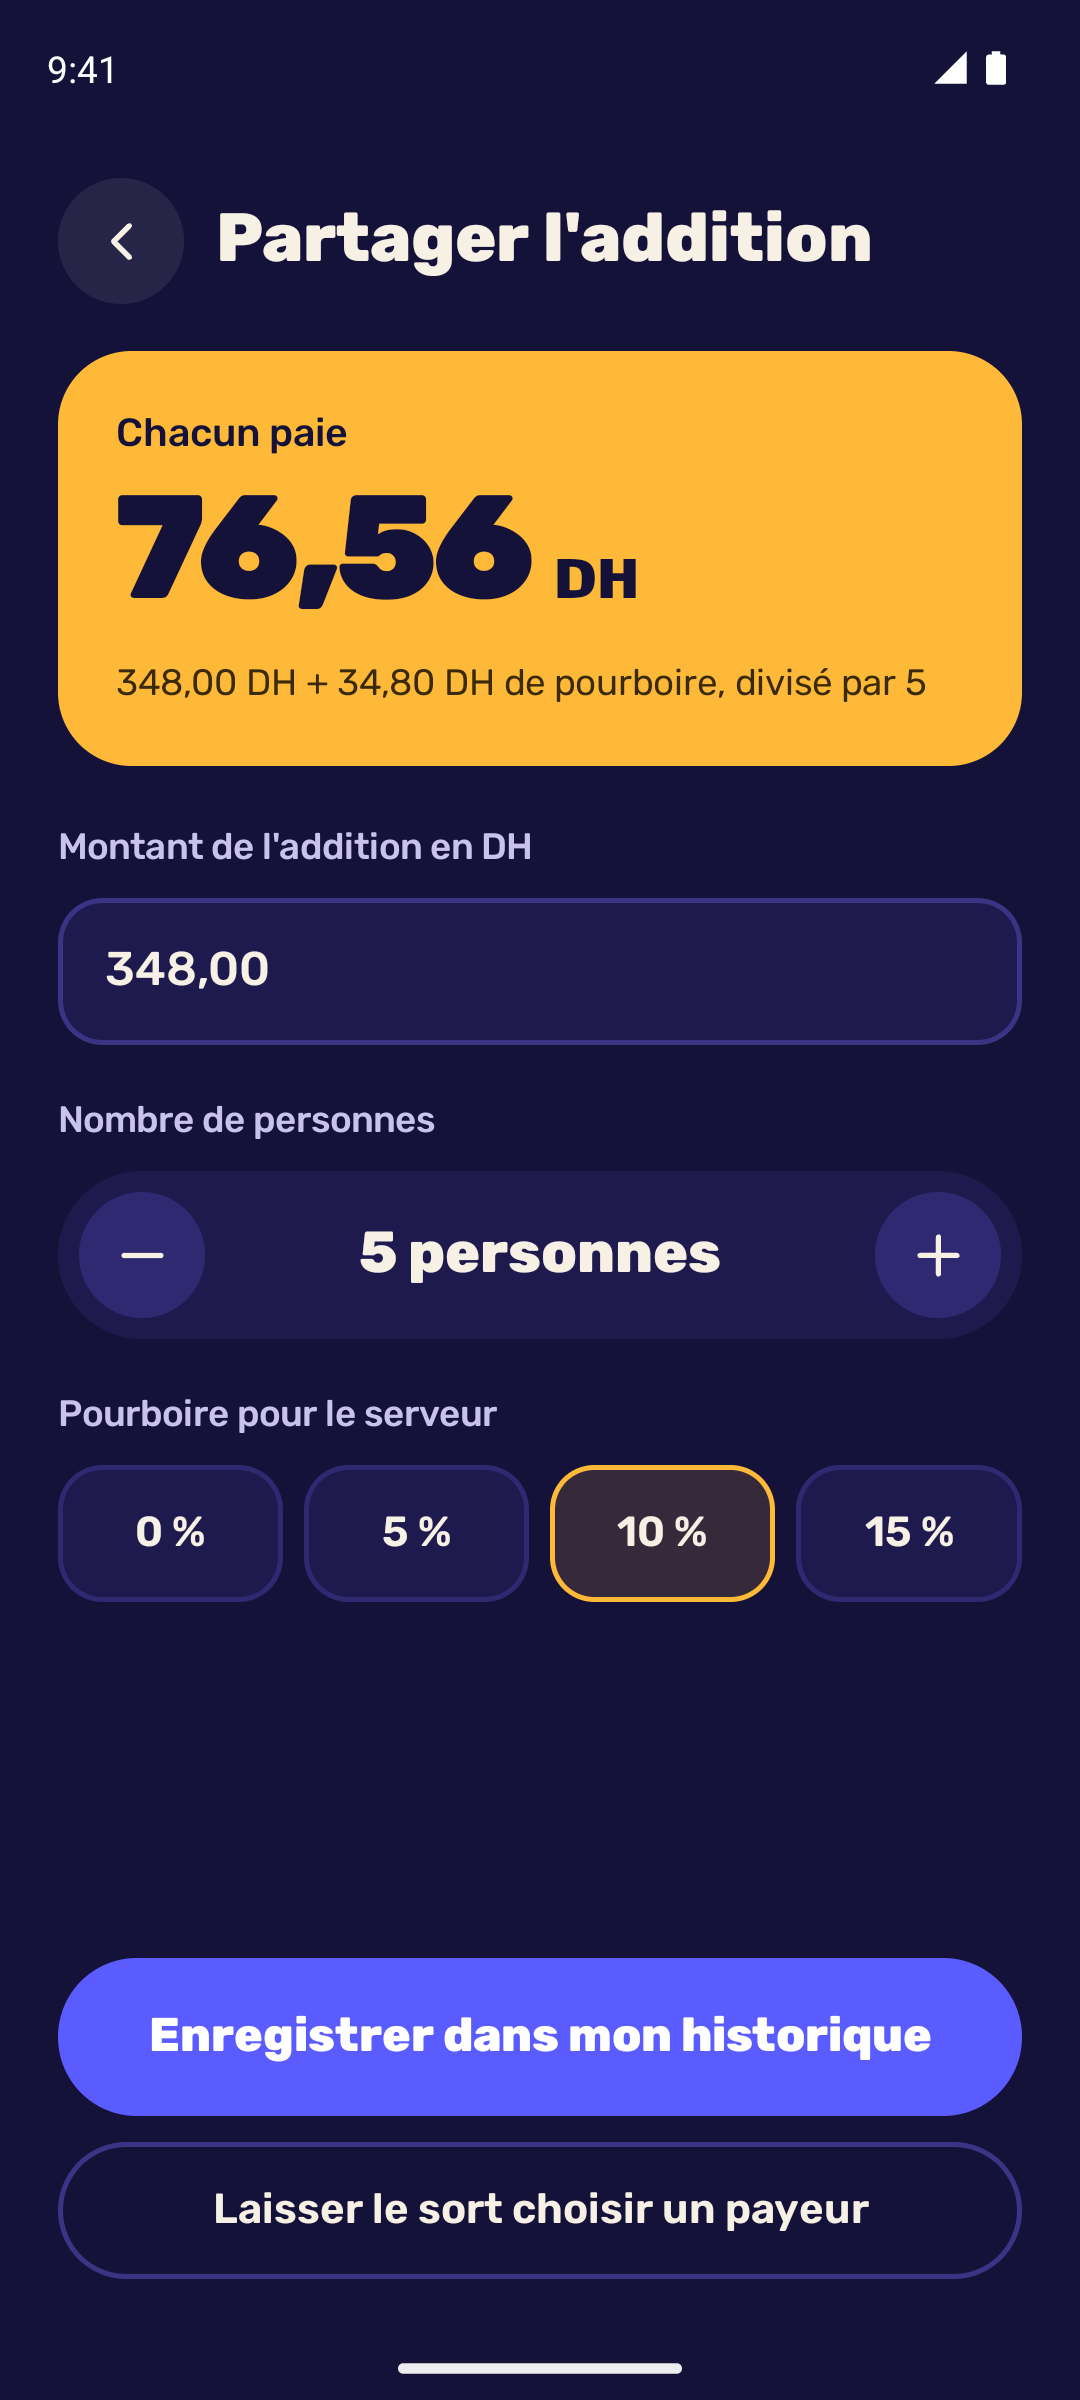 9:41
Partager l'addition
Chacun paie
76,56 DH
348,00 DH + 34,80 DH de pourboire, divisé par 5
Montant de l'addition en DH
348,00
Nombre de personnes
5 personnes
Pourboire pour le serveur
0 % 5 % 10 % 15 %
Enregistrer dans mon historique
Laisser le sort choisir un payeur